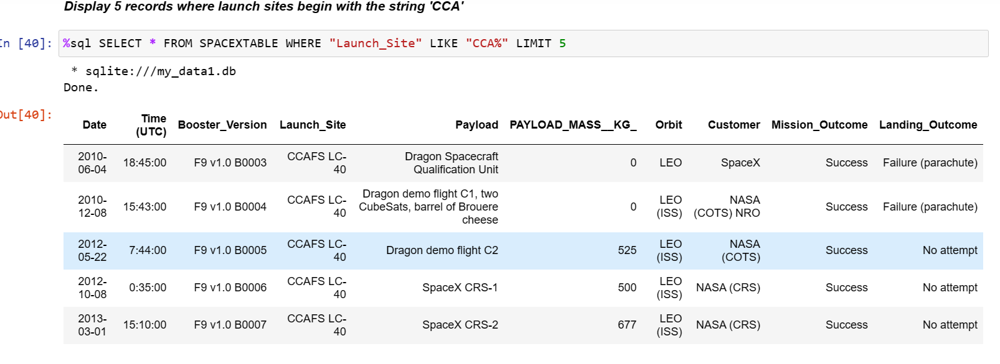 Display 5 records where launch sites begin with the string 'CCA'
In [40]: %sql SELECT * FROM SPACEXTABLE WHERE "Launch_Site" LIKE "CCA%" LIMIT 5
* sqlite:///my_data1.db
Done.
Out[40]:
Date Time (UTC) Booster_Version Launch_Site Payload PAYLOAD_MASS__KG_ Orbit Customer Mission_Outcome Landing_Outcome
2010-06-04 18:45:00 F9 v1.0 B0003 CCAFS LC-40 Dragon Spacecraft Qualification Unit 0 LEO SpaceX Success Failure (parachute)
2010-12-08 15:43:00 F9 v1.0 B0004 CCAFS LC-40 Dragon demo flight C1, two CubeSats, barrel of Brouere cheese 0 LEO (ISS) NASA (COTS) NRO Success Failure (parachute)
2012-05-22 7:44:00 F9 v1.0 B0005 CCAFS LC-40 Dragon demo flight C2 525 LEO (ISS) NASA (COTS) Success No attempt
2012-10-08 0:35:00 F9 v1.0 B0006 CCAFS LC-40 SpaceX CRS-1 500 LEO (ISS) NASA (CRS) Success No attempt
2013-03-01 15:10:00 F9 v1.0 B0007 CCAFS LC-40 SpaceX CRS-2 677 LEO (ISS) NASA (CRS) Success No attempt